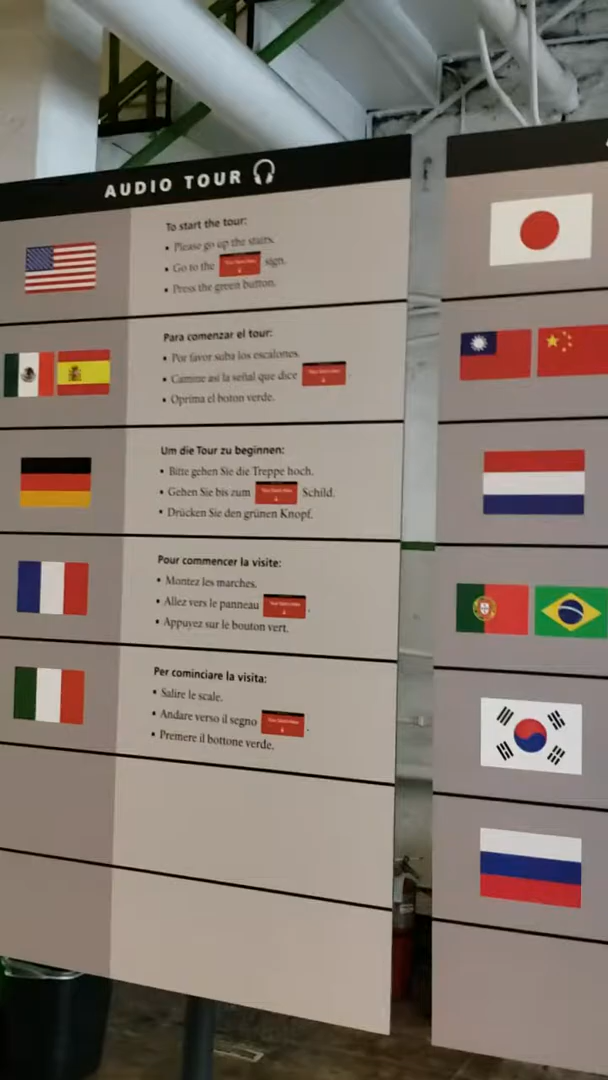 AUDIO TOUR
To start the tour:
• Please go up the stairs.
• Go to the sign.
• Press the green button.
Para comenzar el tour:
• Por favor suba los escalones.
• Camine así la señal que dice
• Oprima el boton verde.
Um die Tour zu beginnen:
• Bitte gehen Sie die Treppe hoch.
• Gehen Sie bis zum Schild.
• Drücken Sie den grünen Knopf.
Pour commencer la visite:
• Montez les marches.
• Allez vers le panneau .
• Appuyez sur le bouton vert.
Per cominciare la visita:
• Salire le scale.
• Andare verso il segno .
• Premere il bottone verde.